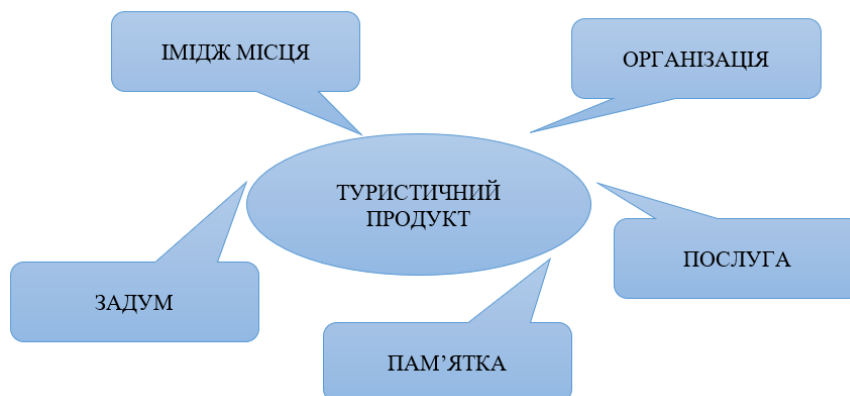 ІМІДЖ МІСЦЯ
ОРГАНІЗАЦІЯ
ТУРИСТИЧНИЙ
ПРОДУКТ
ПОСЛУГА
ЗАДУМ
ПАМ’ЯТКА